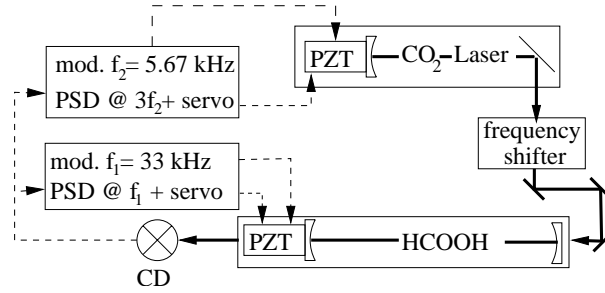 mod. f₂= 5.67 kHz
PSD @ 3f₂+ servo
PZT
CO₂-Laser
frequency
shifter
mod. f₁= 33 kHz
PSD @ f₁ + servo
PZT
HCOOH
CD